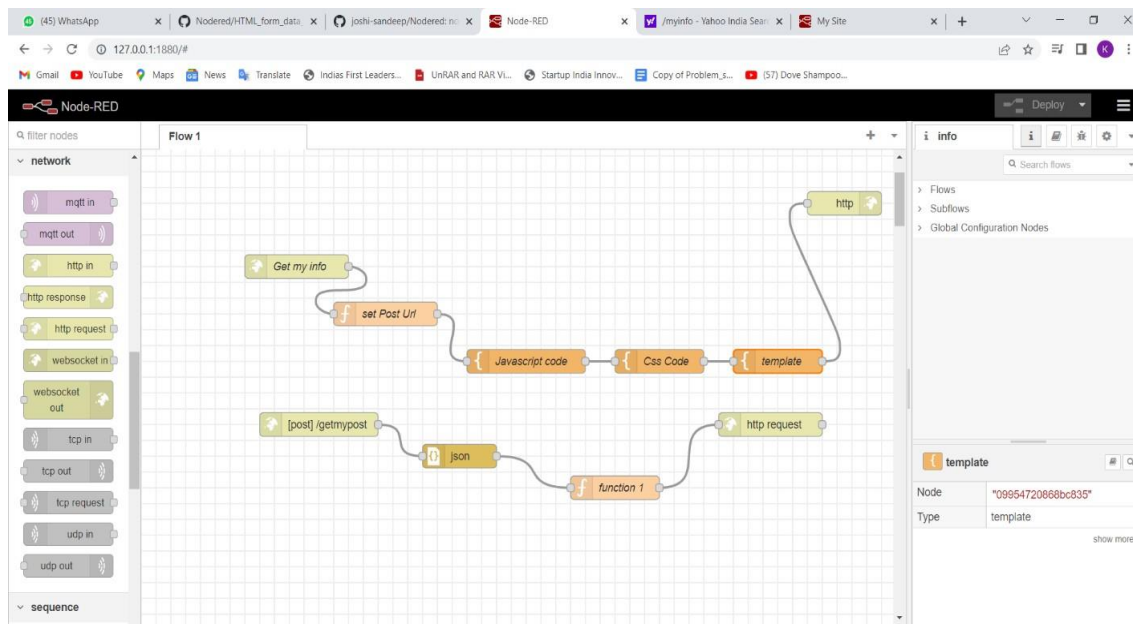 (45) WhatsApp
Nodered/HTML_form_data_
joshi-sandeep/Nodered: no
Node-RED
/myinfo - Yahoo India Sear
My Site
127.0.0.1:1880/#
K
Gmail
YouTube
Maps
News
Translate
Indias First Leaders...
UnRAR and RAR Vi...
Startup India Innov...
Copy of Problem_s...
(57) Dove Shampoo...
Node-RED
Deploy
filter nodes
Flow 1
info
Search flows
network
mqtt in
mqtt out
http in
http response
http request
websocket in
websocket
out
tcp in
tcp out
tcp request
udp in
udp out
sequence
Get my info
set Post Url
Javascript code
Css Code
template
http
[post] /getmypost
json
function 1
http request
Flows
Subflows
Global Configuration Nodes
template
Node
"09954720868bc835"
Type
template
show more